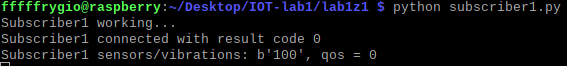 fffffrygio@raspberry:~/Desktop/IOT-lab1/lab1z1 $ python subscriber1.py
Subscriber1 working...
Subscriber1 connected with result code 0
Subscriber1 sensors/vibrations: b'100', qos = 0